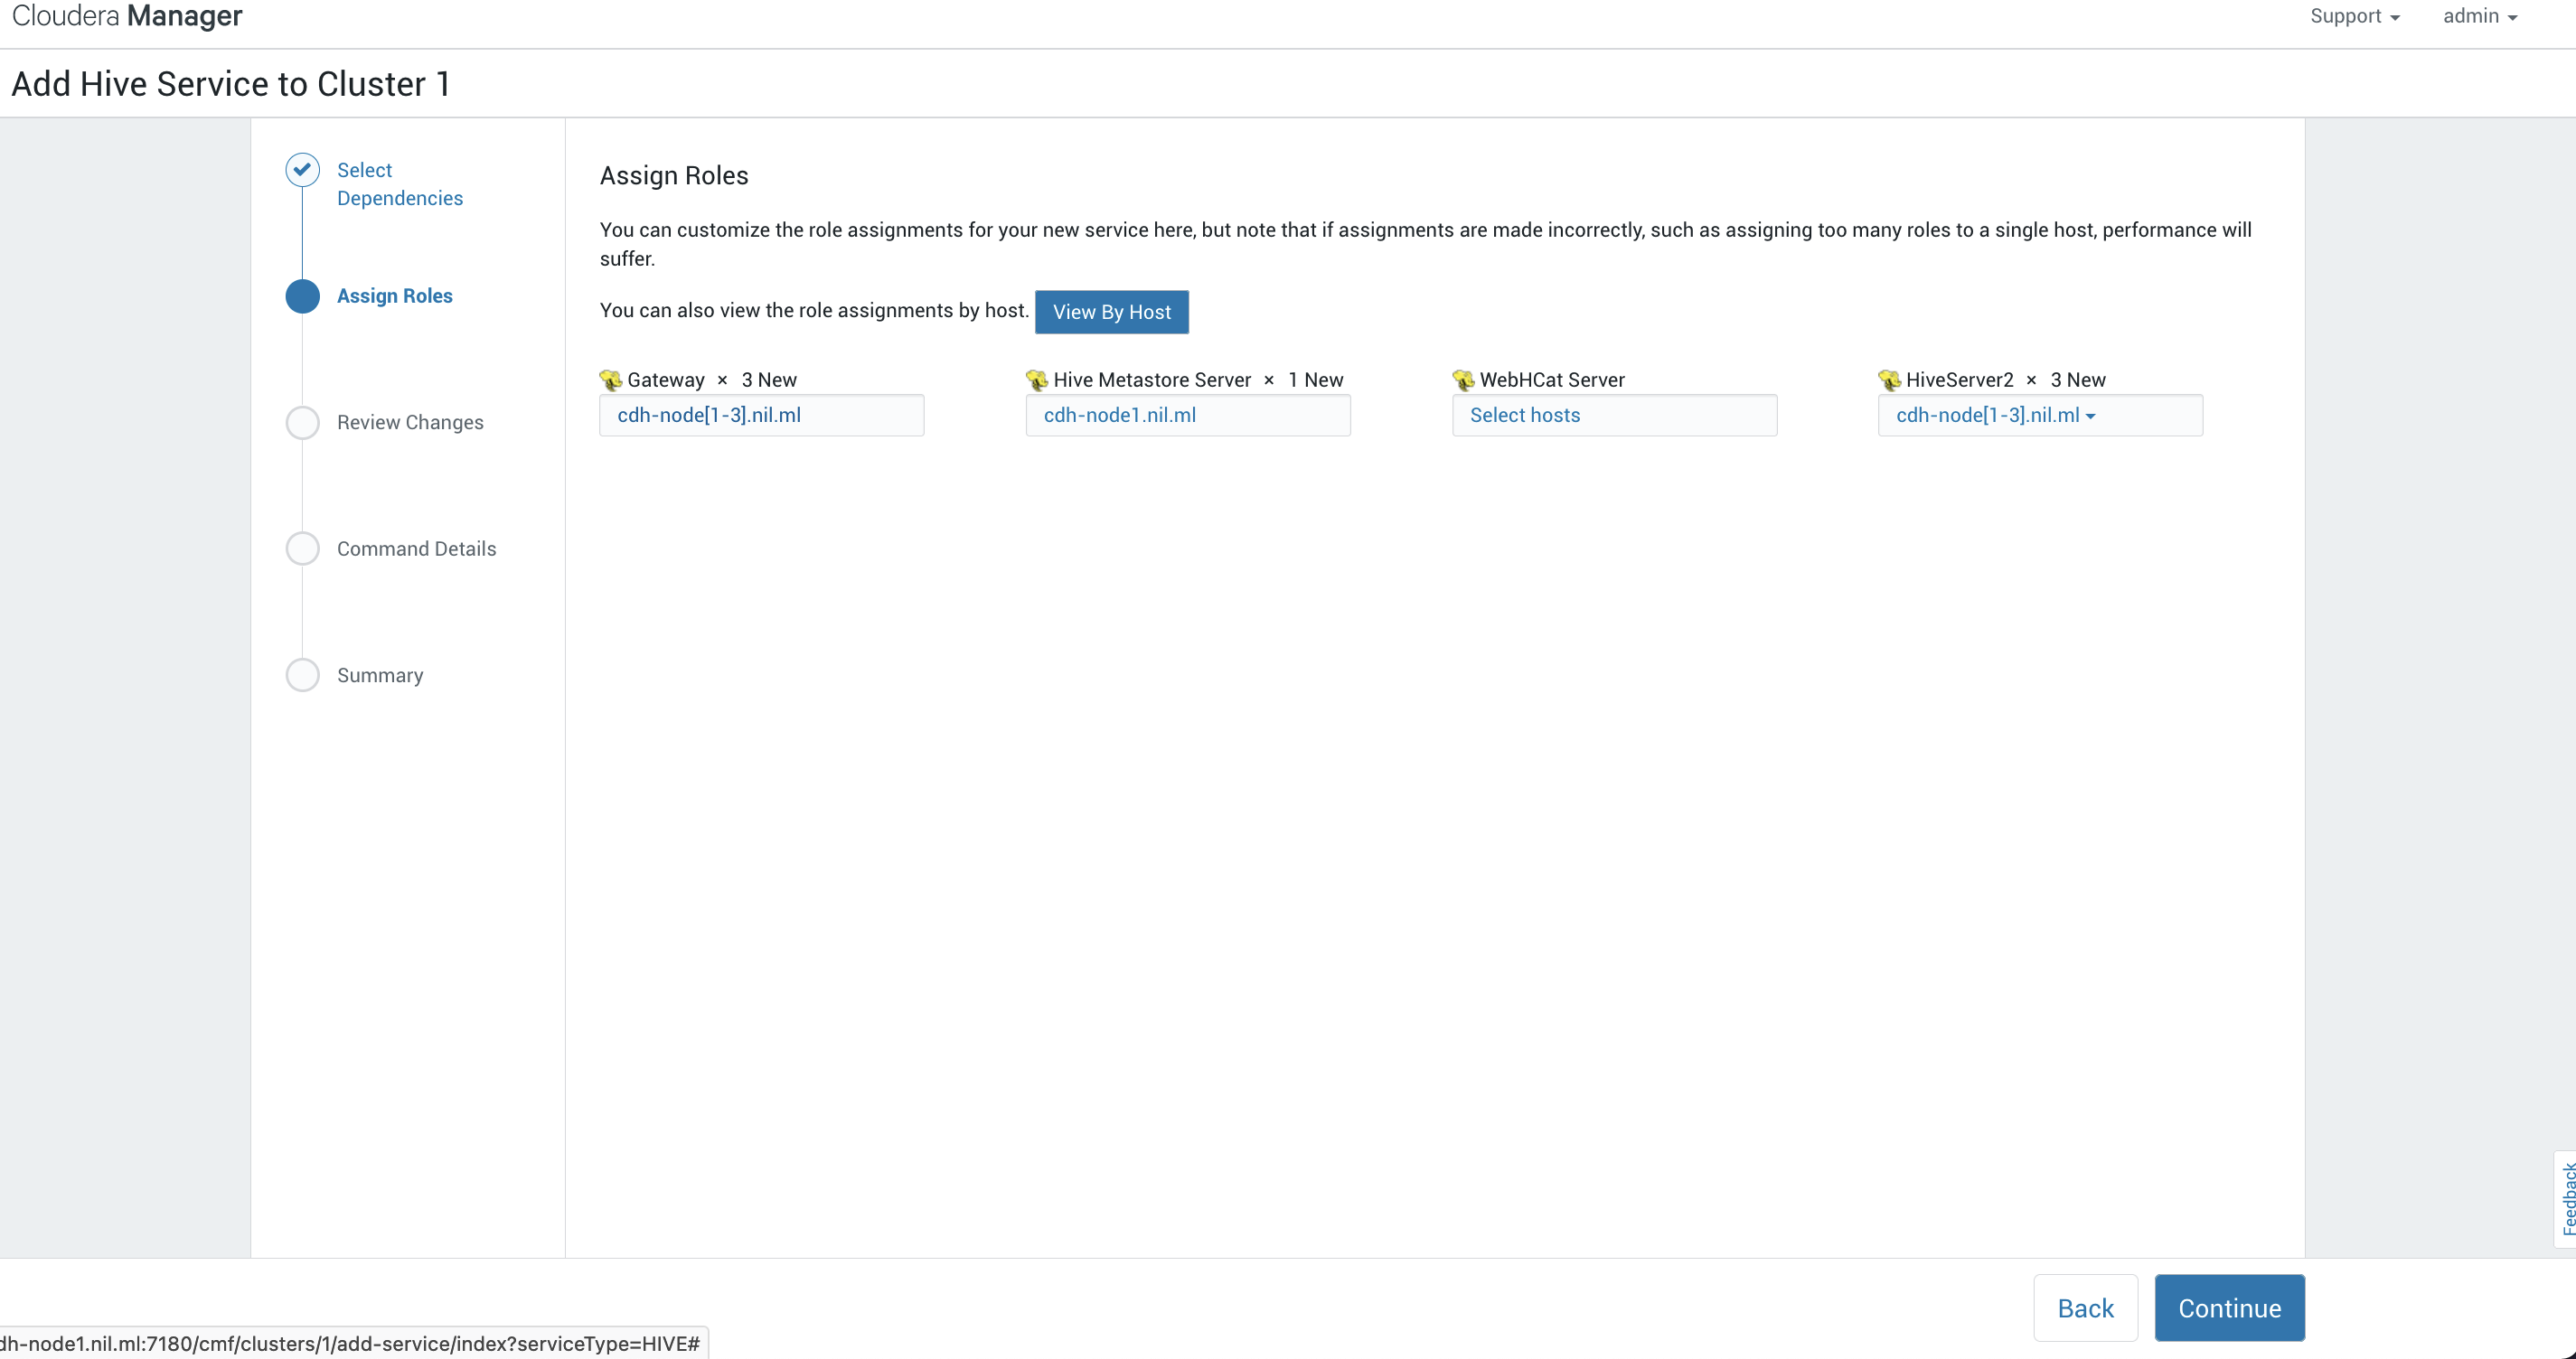 Cloudera Manager
Support
admin
Add Hive Service to Cluster 1
Select
Dependencies
Assign Roles
Review Changes
Command Details
Summary
Assign Roles
You can customize the role assignments for your new service here, but note that if assignments are made incorrectly, such as assigning too many roles to a single host, performance will
suffer.
You can also view the role assignments by host. View By Host
Gateway × 3 New
cdh-node[1-3].nil.ml
Hive Metastore Server × 1 New
cdh-node1.nil.ml
WebHCat Server
Select hosts
HiveServer2 × 3 New
cdh-node[1-3].nil.ml
Feedback
Back
Continue
dh-node1.nil.ml:7180/cmf/clusters/1/add-service/index?serviceType=HIVE#